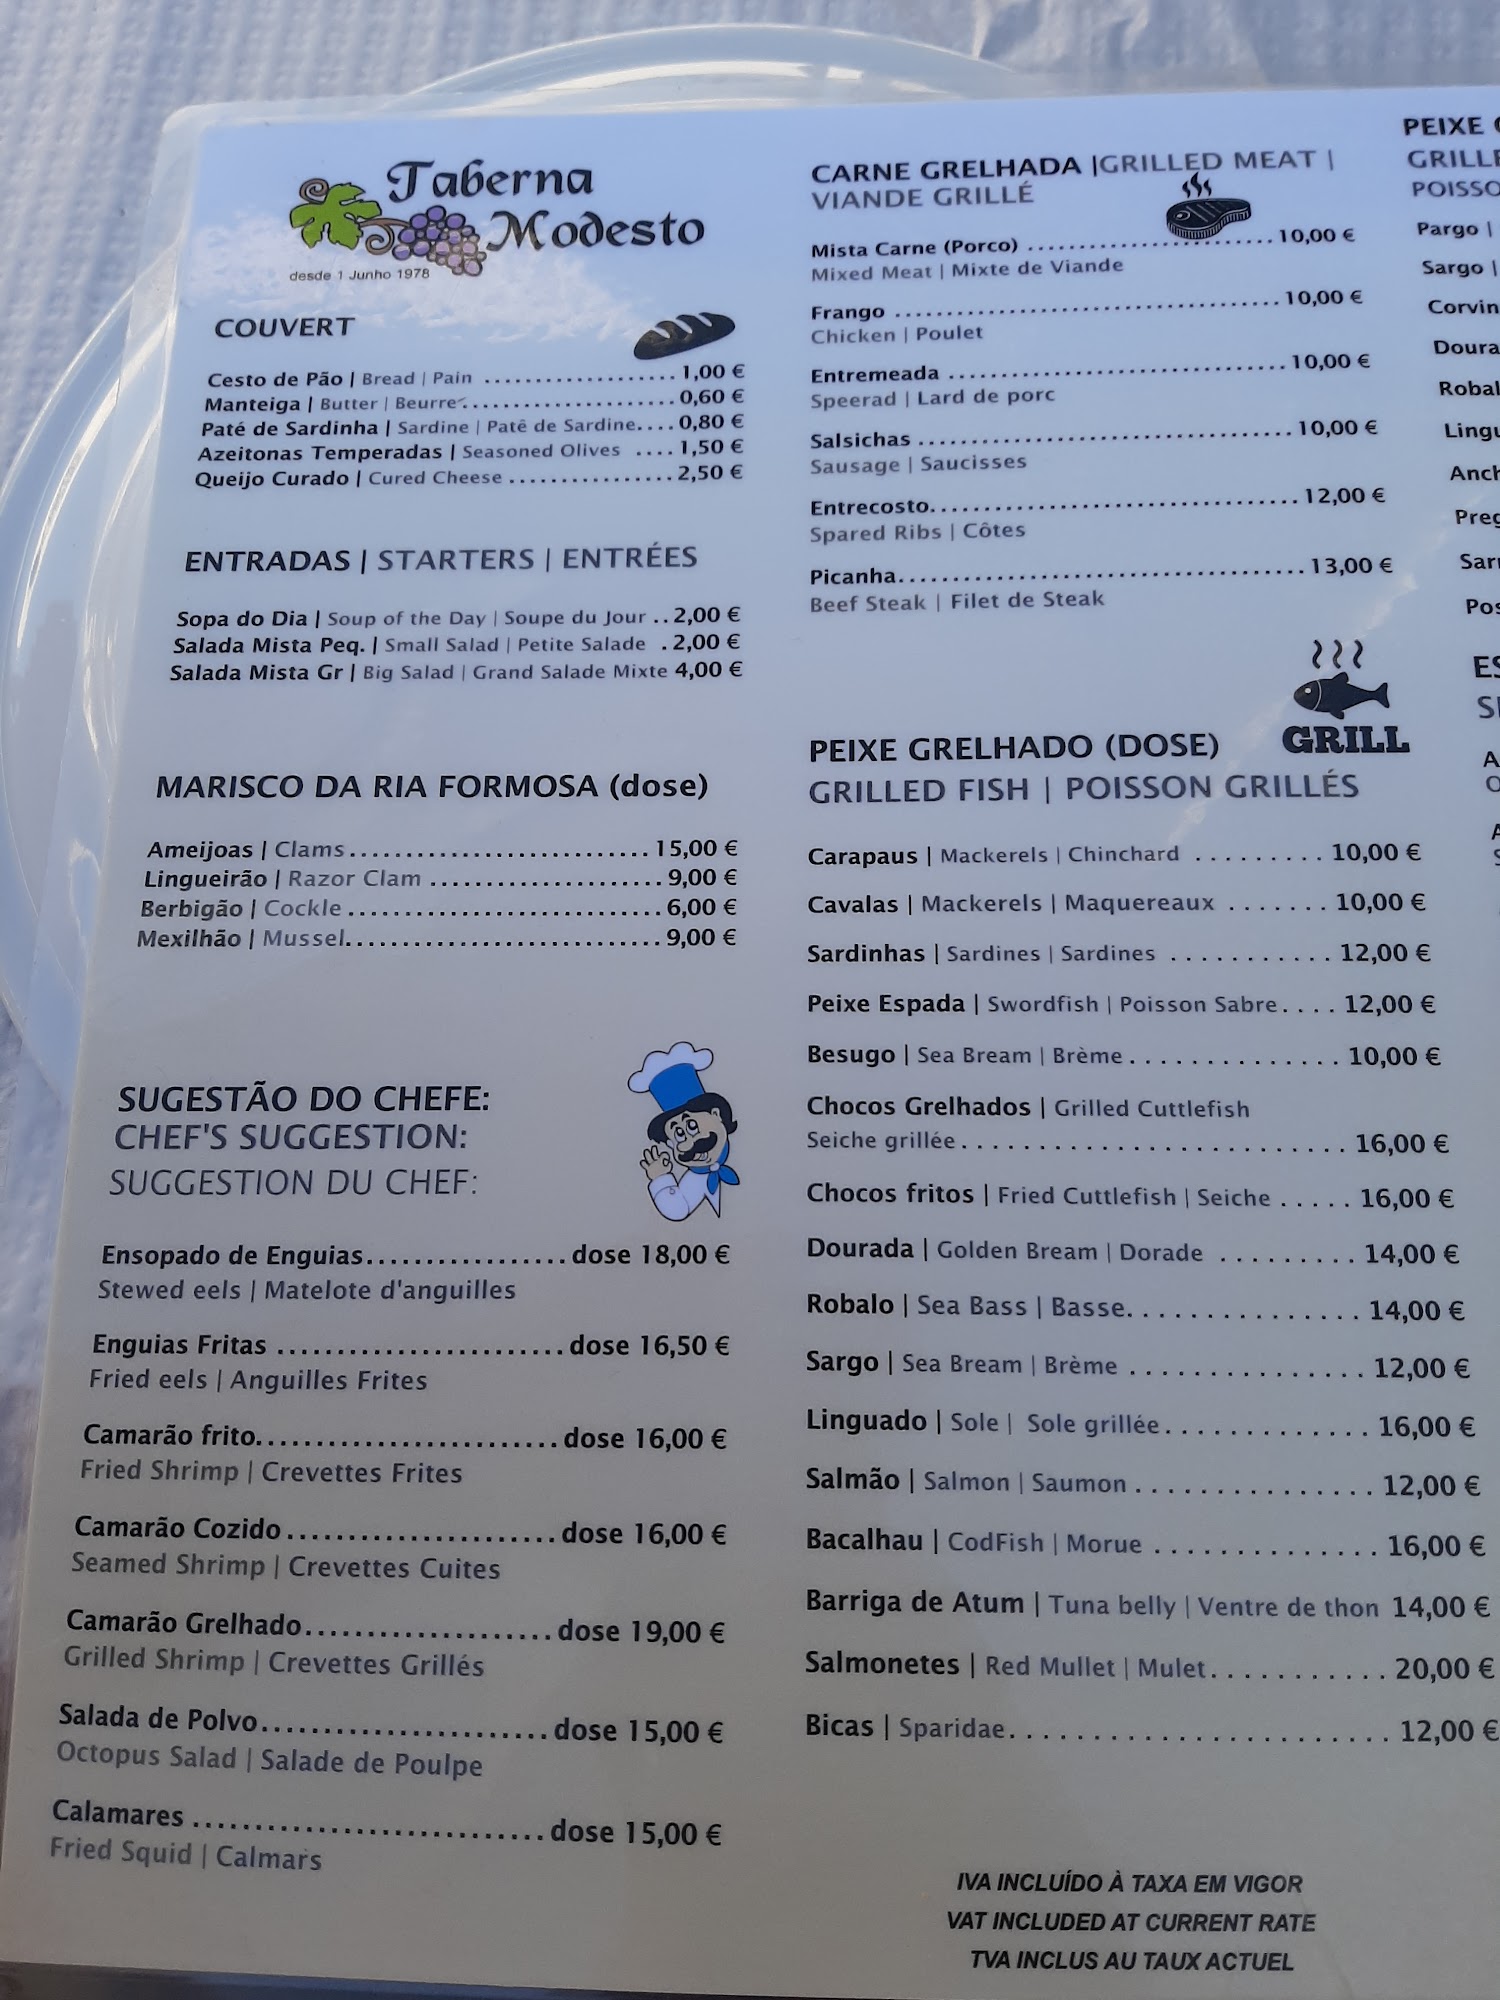 Taberna
Modesto
desde 1 Junho 1978
COUVERT
Cesto de Pão | Bread | Pain .................... 1,00 €
Manteiga | Butter | Beurre ...................... 0,60 €
Paté de Sardinha | Sardine | Patê de Sardine.... 0,80 €
Azeitonas Temperadas | Seasoned Olives .... 1,50 €
Queijo Curado | Cured Cheese ................ 2,50 €
ENTRADAS | STARTERS | ENTRÉES
Sopa do Dia | Soup of the Day | Soupe du Jour .. 2,00 €
Salada Mista Peq. | Small Salad | Petite Salade . 2,00 €
Salada Mista Gr | Big Salad | Grand Salade Mixte 4,00 €
MARISCO DA RIA FORMOSA (dose)
Ameijoas | Clams............................ 15,00 €
Lingueirão | Razor Clam ...................... 9,00 €
Berbigão | Cockle............................. 6,00 €
Mexilhão | Mussel............................. 9,00 €
SUGESTÃO DO CHEFE:
CHEF'S SUGGESTION:
SUGGESTION DU CHEF:
Ensopado de Enguias.................. dose 18,00 €
Stewed eels | Matelote d'anguilles
Enguias Fritas .......................... dose 16,50 €
Fried eels | Anguilles Frites
Camarão frito........................... dose 16,00 €
Fried Shrimp | Crevettes Frites
Camarão Cozido ........................ dose 16,00 €
Seamed Shrimp | Crevettes Cuites
Camarão Grelhado.................... dose 19,00 €
Grilled Shrimp | Crevettes Grillés
Salada de Polvo......................... dose 15,00 €
Octopus Salad | Salade de Poulpe
Calamares ............................... dose 15,00 €
Fried Squid | Calmars
CARNE GRELHADA |GRILLED MEAT |
VIANDE GRILLÉ
Mista Carne (Porco) .......................... 10,00 €
Mixed Meat | Mixte de Viande
Frango ........................................ 10,00 €
Chicken | Poulet
Entremeada ................................... 10,00 €
Speerad | Lard de porc
Salsichas ...................................... 10,00 €
Sausage | Saucisses
Entrecosto...................................... 12,00 €
Spared Ribs | Côtes
Picanha......................................... 13,00 €
Beef Steak | Filet de Steak
GRILL
PEIXE GRELHADO (DOSE)
GRILLED FISH | POISSON GRILLÉS
Carapaus | Mackerels | Chinchard ......... 10,00 €
Cavalas | Mackerels | Maquereaux ....... 10,00 €
Sardinhas | Sardines | Sardines ........... 12,00 €
Peixe Espada | Swordfish | Poisson Sabre.... 12,00 €
Besugo | Sea Bream | Brème.............. 10,00 €
Chocos Grelhados | Grilled Cuttlefish
Seiche grillée.......................... 16,00 €
Chocos fritos | Fried Cuttlefish | Seiche ..... 16,00 €
Dourada | Golden Bream | Dorade ......... 14,00 €
Robalo | Sea Bass | Basse................ 14,00 €
Sargo | Sea Bream | Brème ................ 12,00 €
Linguado | Sole | Sole grillée.............. 16,00 €
Salmão | Salmon | Saumon ................ 12,00 €
Bacalhau | CodFish | Morue .............. 16,00 €
Barriga de Atum | Tuna belly | Ventre de thon 14,00 €
Salmonetes | Red Mullet | Mulet............ 20,00 €
Bicas | Sparidae.......................... 12,00 €
IVA INCLUÍDO À TAXA EM VIGOR
VAT INCLUDED AT CURRENT RATE
TVA INCLUS AU TAUX ACTUEL
PEIXE
Pargo |
Sargo |